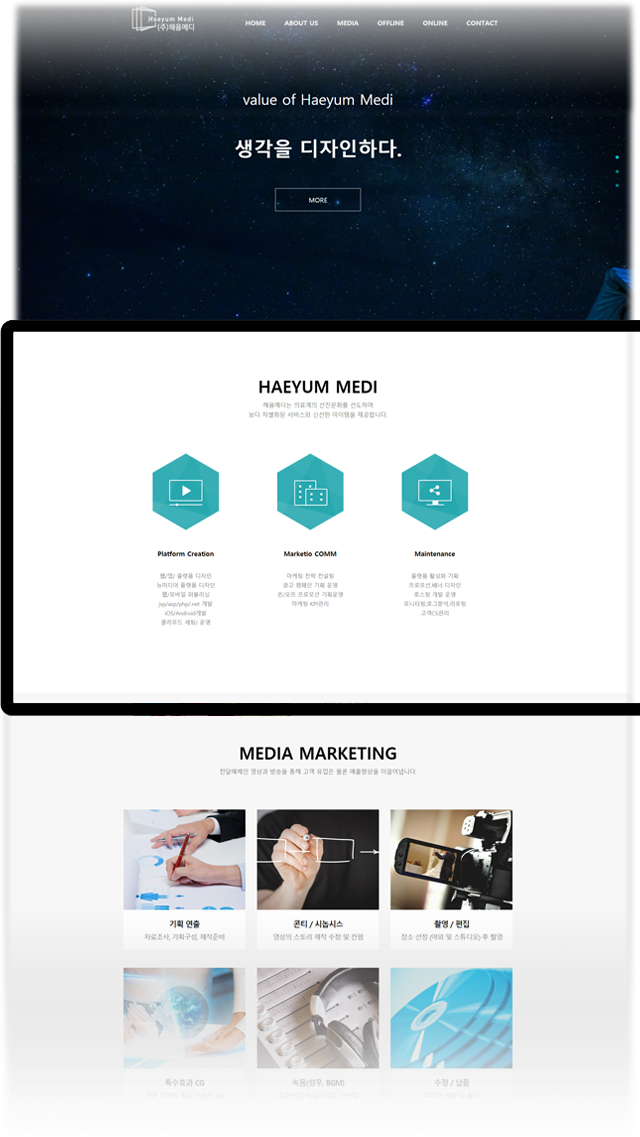 Haeyum Medi
(주)해윰메디
HOME ABOUT US MEDIA OFFLINE ONLINE CONTACT
value of Haeyum Medi
생각을 디자인하다.
MORE
HAEYUM MEDI
해윰메디는 의료계의 선진문화를 선도하며
보다 차별화된 서비스와 신선한 아이템을 제공합니다.
Platform Creation
웹/앱/ 플랫폼 디자인
뉴미디어 플랫폼 디자인
웹/모바일 퍼블리싱
jsp/asp/php/.net 개발
iOS/Android개발
클라우드 세팅/ 운영
Marketio COMM
마케팅 전략 컨설팅
광고 캠페인 기획 운영
온/오프 프로모션 기획운영
마케팅 KPI관리
Maintenance
플랫폼 활성화 기획
프로모션,배너 디자인
호스팅 개발 운영
모니터링,로그분석,리포팅
고객CS관리
MEDIA MARKETING
전달매체인 영상과 방송을 통해 고객 유입은 물론 매출향상을 이끌어냅니다.
기획 연출
자료조사, 기획구성, 제작준비
콘티 / 시놉시스
영상의 스토리 제작 수정 및 컨펌
촬영 / 편집
장소 선정 (야외 및 스튜디오) 후 촬영
특수효과 CG
녹음(성우, BGM)
수정 / 납품